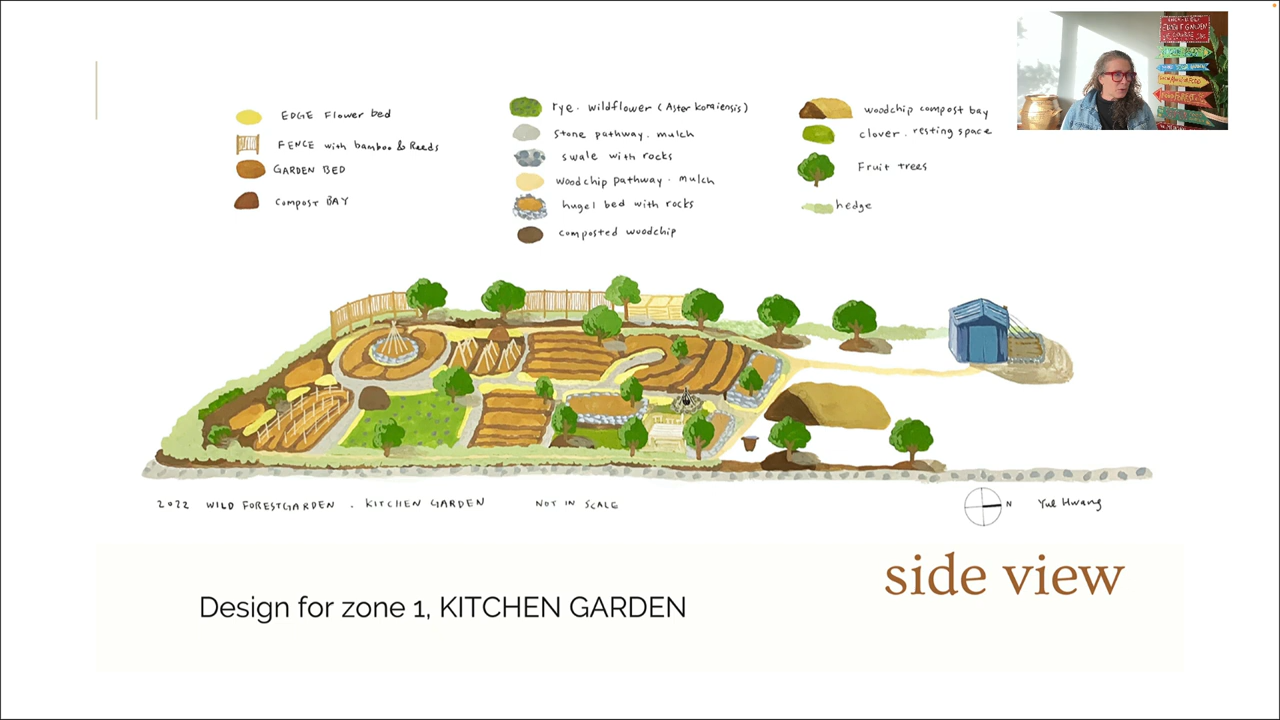 EDGE Flower bed
FENCE with bamboo & Reeds
GARDEN BED
compost BAY
rye. wildflower (Aster koraiensis)
stone pathway. mulch
swale with rocks
woodchip pathway. mulch
hugel bed with rocks
composted woodchip
woodchip compost bay
clover. resting space
Fruit trees
hedge
2022 WILD FORESTGARDEN . KITCHEN GARDEN NOT IN SCALE
N
Yul Hwang
side view
Design for zone 1, KITCHEN GARDEN